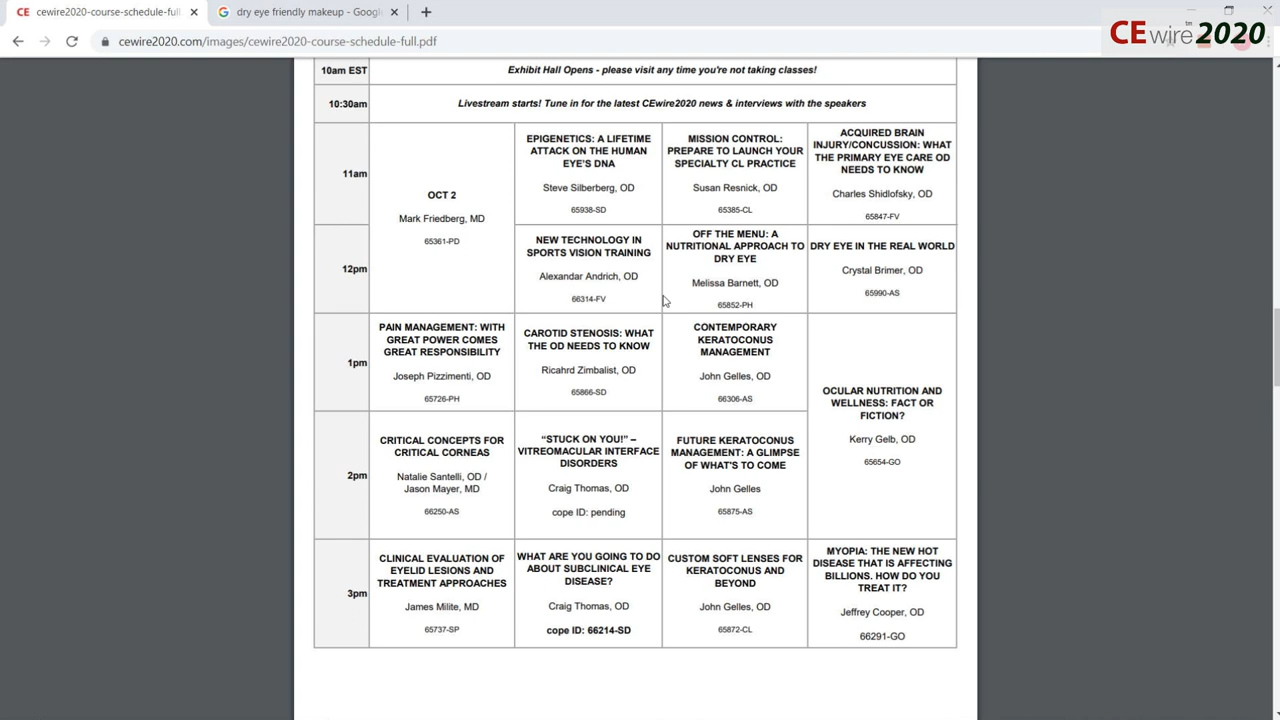 cewire2020-course-schedule-full
dry eye friendly makeup - Google
cewire2020.com/images/cewire2020-course-schedule-full.pdf
CEwire™2020
10am EST
Exhibit Hall Opens - please visit any time you're not taking classes!
10:30am
Livestream starts! Tune in for the latest CEwire2020 news & interviews with the speakers
11am
OCT 2
Mark Friedberg, MD
65361-PD
EPIGENETICS: A LIFETIME
ATTACK ON THE HUMAN
EYE'S DNA
Steve Silberberg, OD
65938-SD
MISSION CONTROL:
PREPARE TO LAUNCH YOUR
SPECIALTY CL PRACTICE
Susan Resnick, OD
65385-CL
ACQUIRED BRAIN
INJURY/CONCUSSION: WHAT
THE PRIMARY EYE CARE OD
NEEDS TO KNOW
Charles Shidlofsky, OD
65847-FV
12pm
NEW TECHNOLOGY IN
SPORTS VISION TRAINING
Alexandar Andrich, OD
66314-FV
OFF THE MENU: A
NUTRITIONAL APPROACH TO
DRY EYE
Melissa Barnett, OD
65852-PH
DRY EYE IN THE REAL WORLD
Crystal Brimer, OD
65990-AS
1pm
PAIN MANAGEMENT: WITH
GREAT POWER COMES
GREAT RESPONSIBILITY
Joseph Pizzimenti, OD
65726-PH
CAROTID STENOSIS: WHAT
THE OD NEEDS TO KNOW
Ricahrd Zimbalist, OD
65866-SD
CONTEMPORARY
KERATOCONUS
MANAGEMENT
John Gelles, OD
66306-AS
OCULAR NUTRITION AND
WELLNESS: FACT OR
FICTION?
Kerry Gelb, OD
65654-GO
2pm
CRITICAL CONCEPTS FOR
CRITICAL CORNEAS
Natalie Santelli, OD /
Jason Mayer, MD
66250-AS
“STUCK ON YOU!” –
VITREOMACULAR INTERFACE
DISORDERS
Craig Thomas, OD
cope ID: pending
FUTURE KERATOCONUS
MANAGEMENT: A GLIMPSE
OF WHAT'S TO COME
John Gelles
65875-AS
3pm
CLINICAL EVALUATION OF
EYELID LESIONS AND
TREATMENT APPROACHES
James Milite, MD
65737-SP
WHAT ARE YOU GOING TO DO
ABOUT SUBCLINICAL EYE
DISEASE?
Craig Thomas, OD
cope ID: 66214-SD
CUSTOM SOFT LENSES FOR
KERATOCONUS AND
BEYOND
John Gelles, OD
65872-CL
MYOPIA: THE NEW HOT
DISEASE THAT IS AFFECTING
BILLIONS. HOW DO YOU
TREAT IT?
Jeffrey Cooper, OD
66291-GO